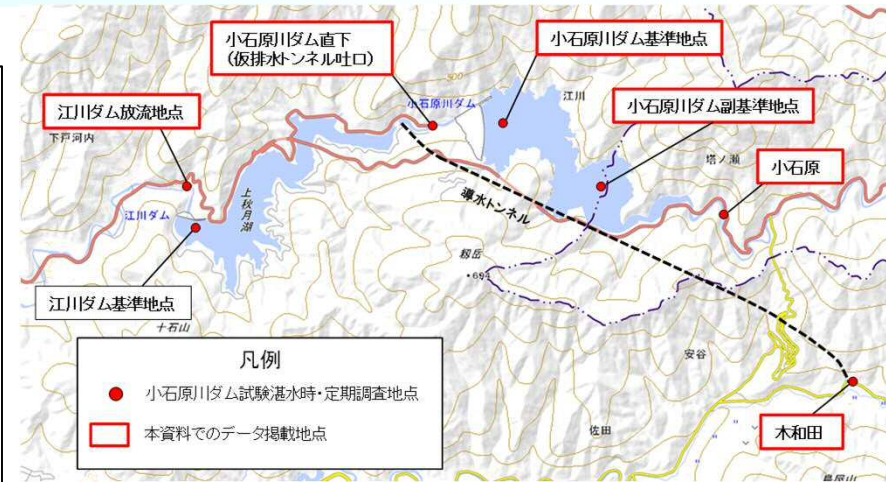 小石原川ダム直下
(仮排水トンネル吐口)
小石原川ダム基準地点
500
小石原川ダム
江川
江川ダム放流地点
小石原川ダム副基準地点
下戸河内
塔ノ瀬
小石原
上秋月湖
導水トンネル
江川ダム
籾岳
694
江川ダム基準地点
十石山
安谷
凡例
小石原川ダム試験湛水時・定期調査地点
本資料でのデータ掲載地点
佐田
木和田